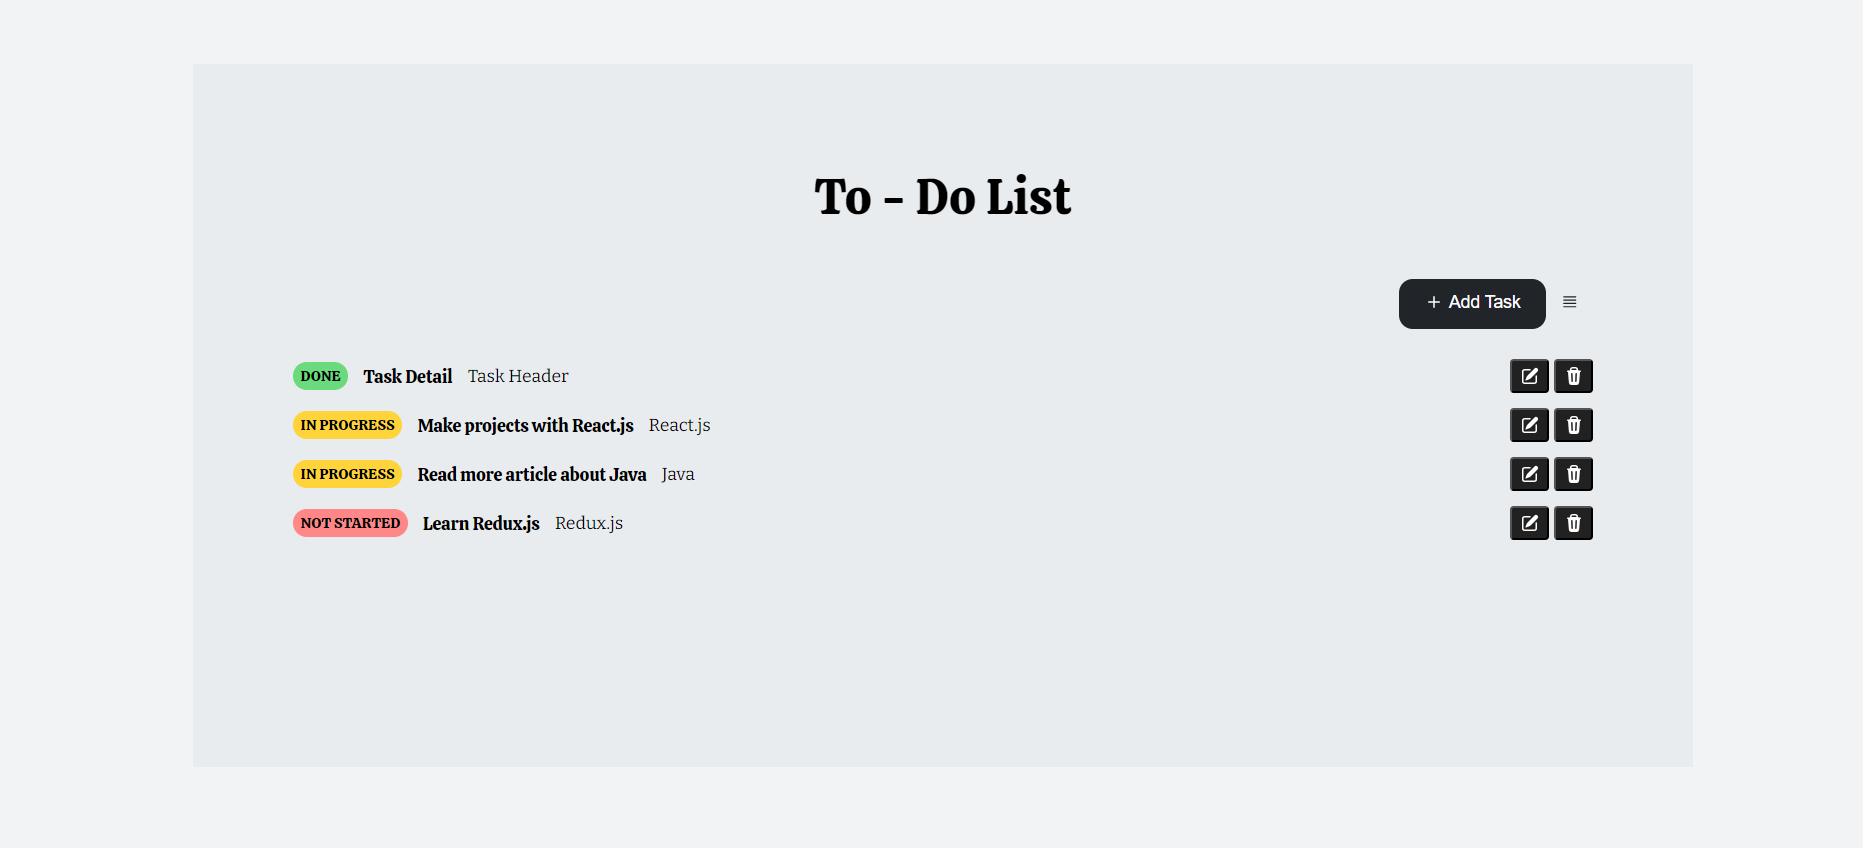 To - Do List
+ Add Task
DONE Task Detail Task Header
IN PROGRESS Make projects with React.js React.js
IN PROGRESS Read more article about Java Java
NOT STARTED Learn Redux.js Redux.js